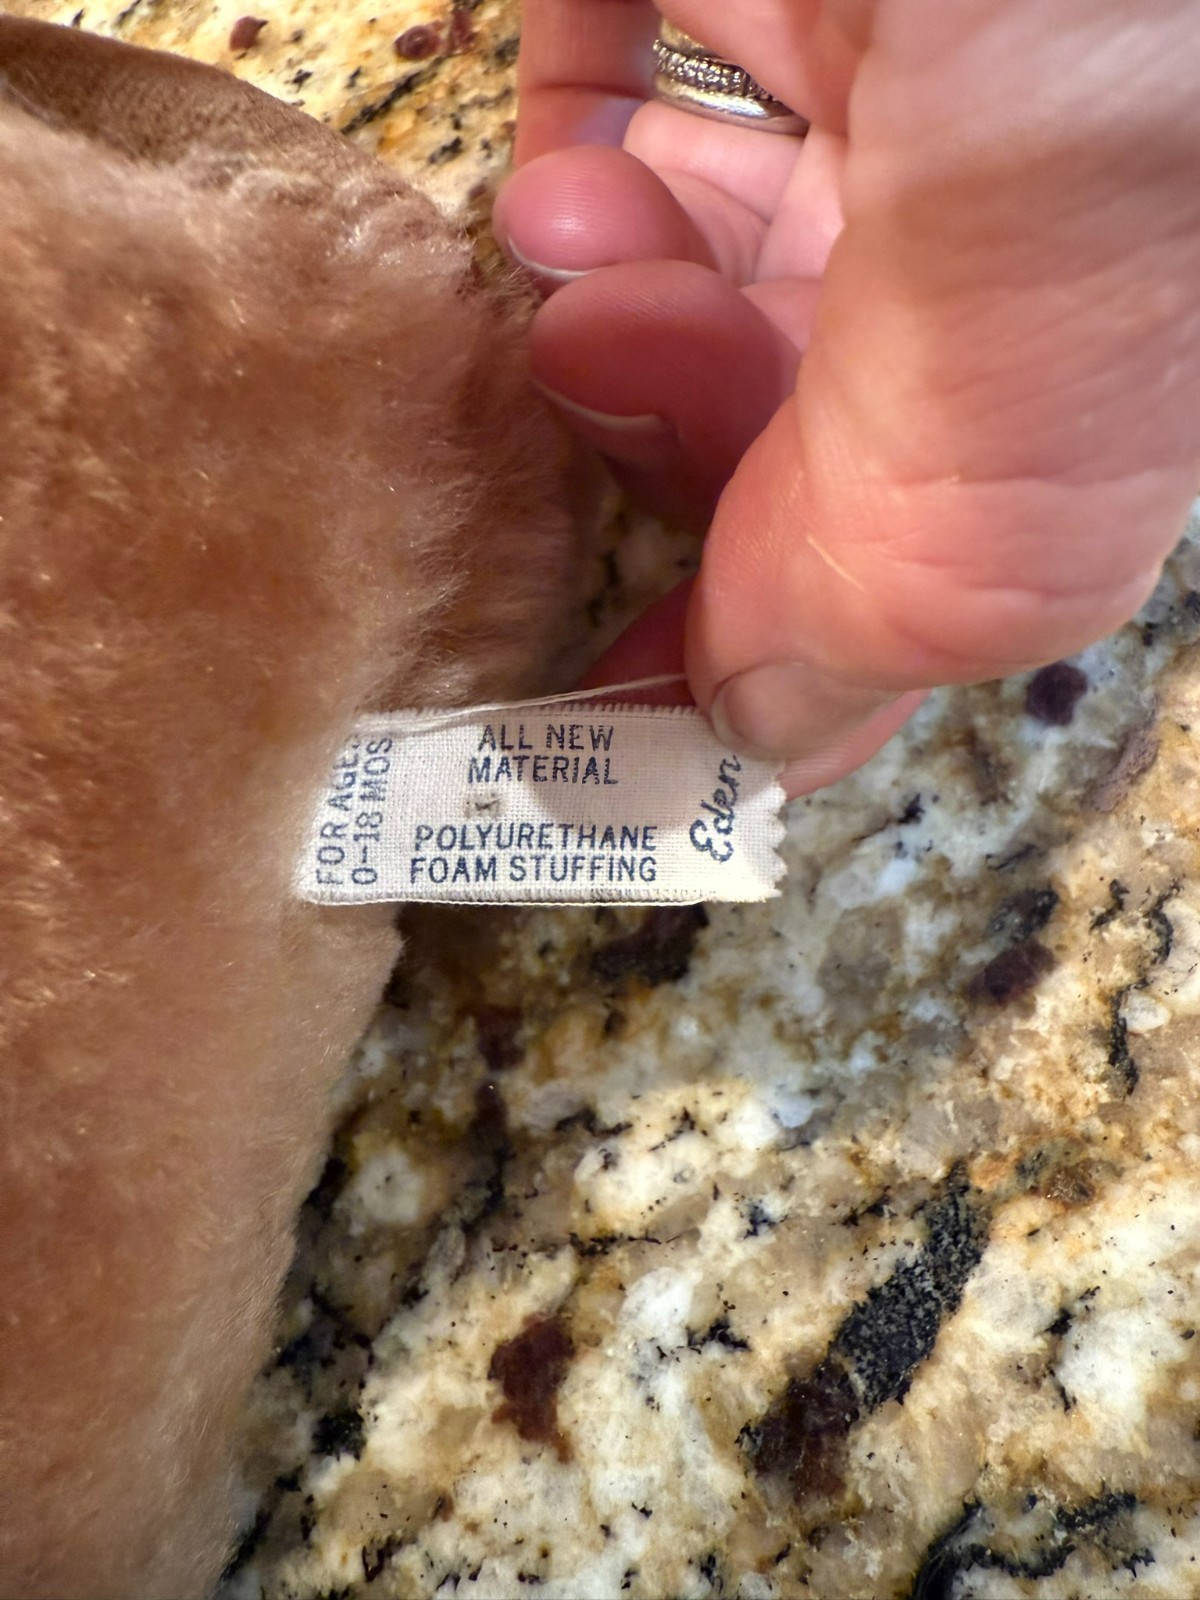 ALL NEW
MATERIAL
POLYURETHANE
FOAM STUFFING
Eden
FOR AGES
0-18 MOS